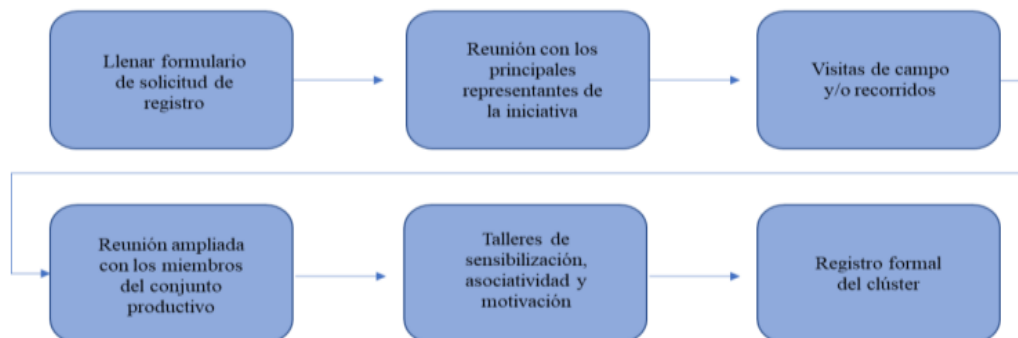 Llenar formulario
de solicitud de
registro
Reunión con los
principales
representantes de
la iniciativa
Visitas de campo
y/o recorridos
Reunión ampliada
con los miembros
del conjunto
productivo
Talleres de
sensibilización,
asociatividad y
motivación
Registro formal
del clúster